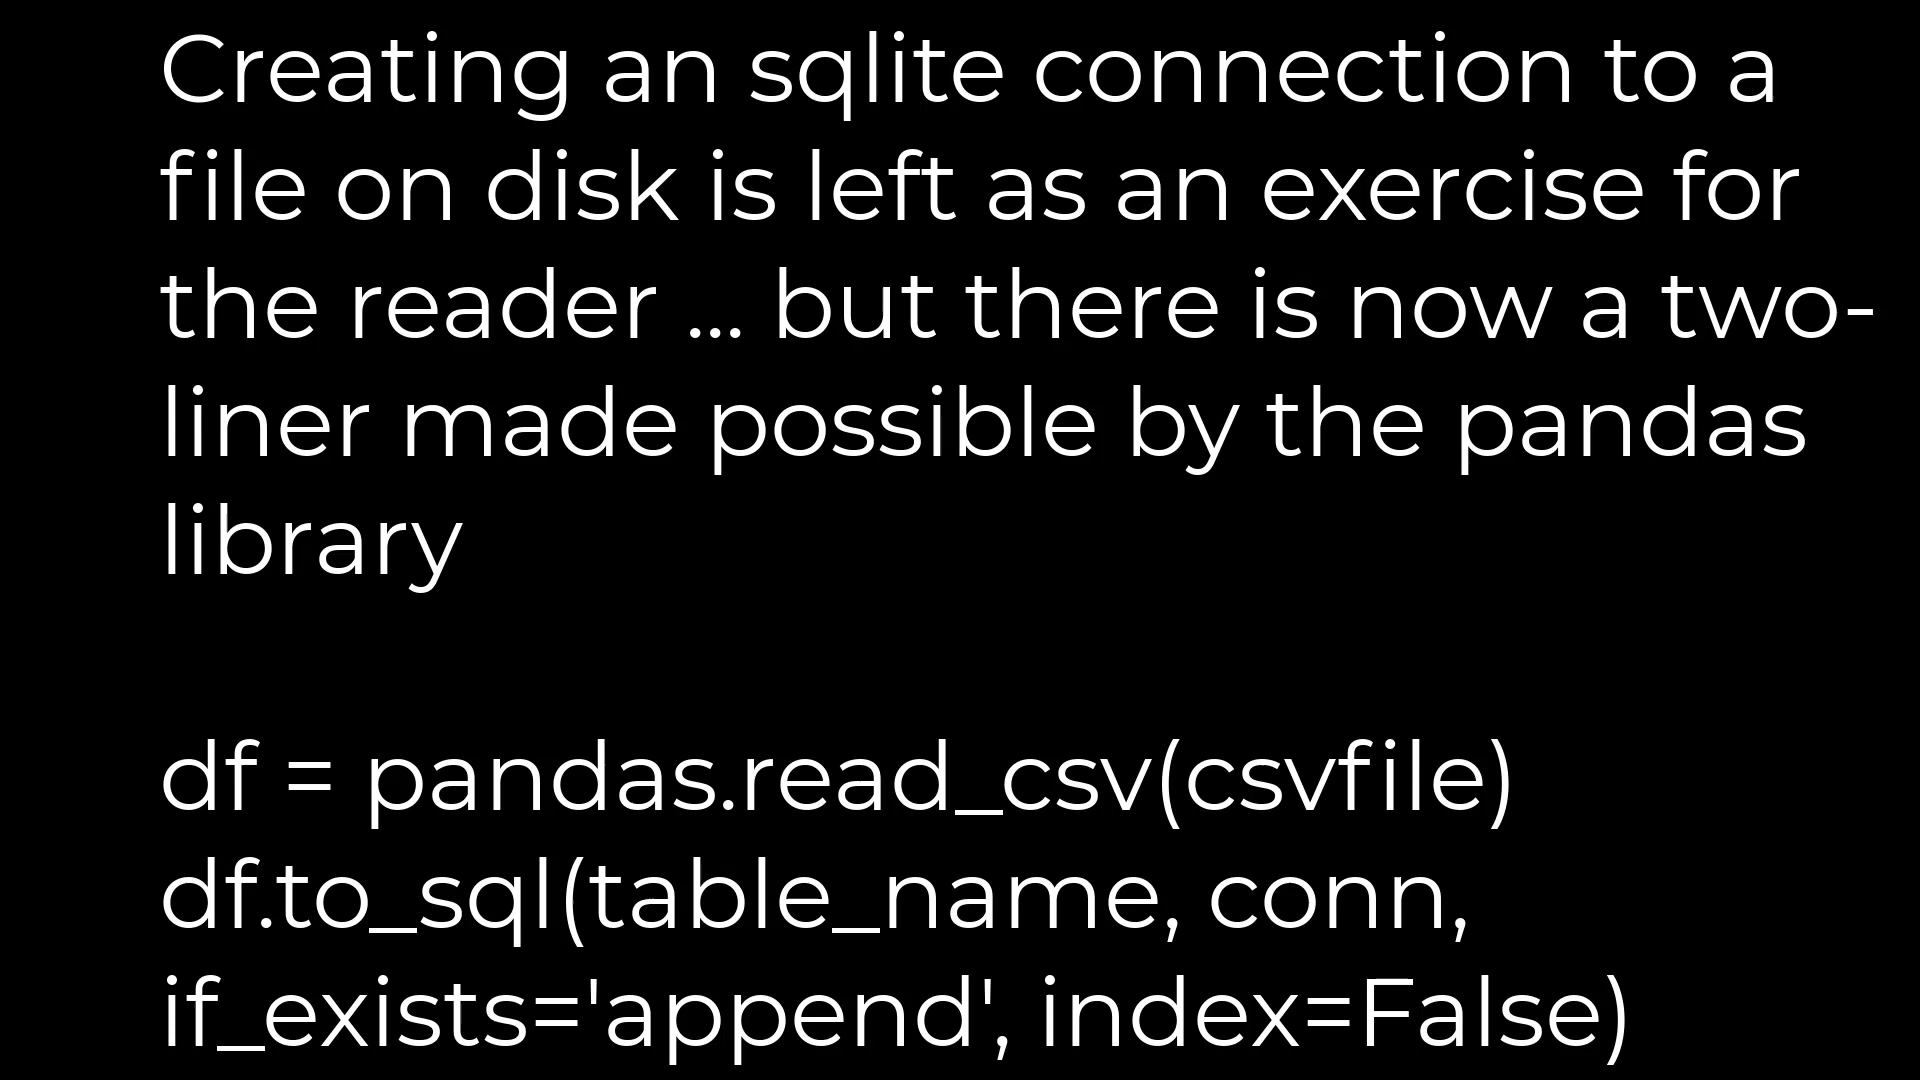 Creating an sqlite connection to a
file on disk is left as an exercise for
the reader ... but there is now a two-
liner made possible by the pandas
library
df = pandas.read_csv(csvfile)
df.to_sql(table_name, conn,
if_exists='append', index=False)